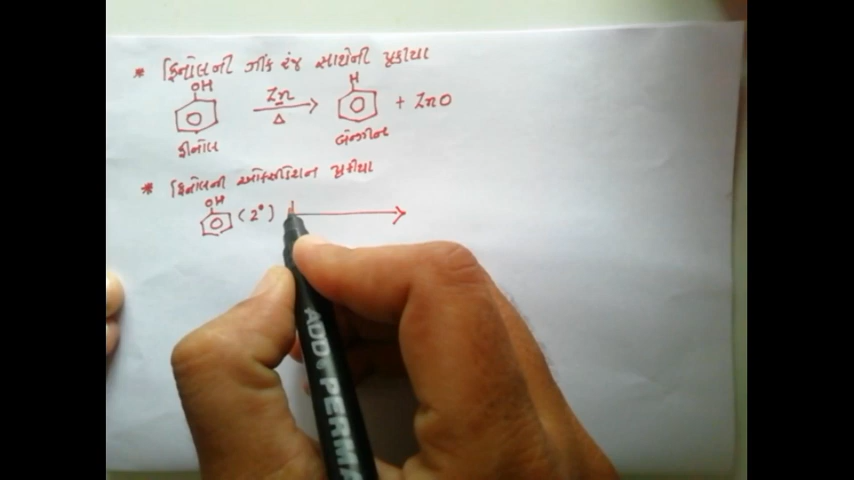 * ફિનોલની ઝીંક રજ સાથેની પ્રક્રીયા
OH
Zn
Δ
H
+ ZnO
ફીનોલ
બેન્ઝીન
* ફિનોલની ઓક્સીડેશન પ્રક્રીયા
OH
(2°)
ADD PERMA